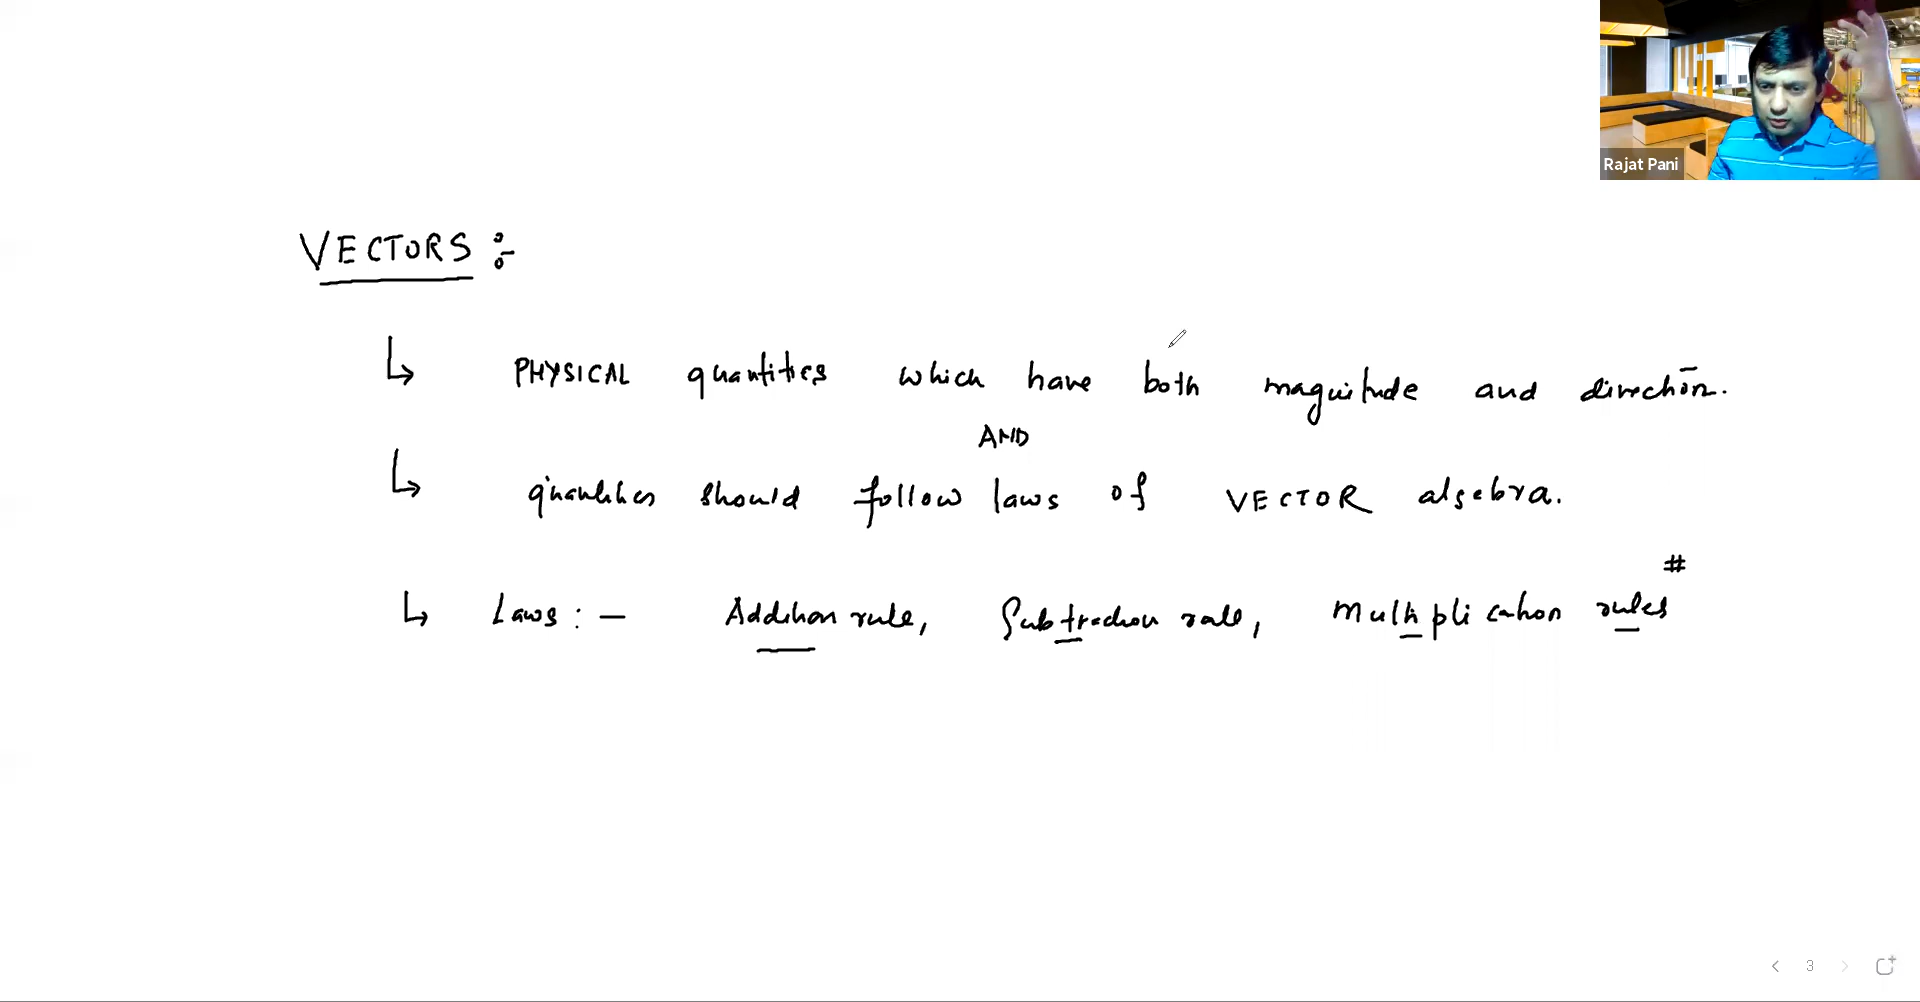 Rajat Pani
VECTORS :-
↳ PHYSICAL quantities which have both magnitude and direction.
AND
↳ quantities should follow laws of VECTOR algebra.
#
↳ Laws : — Addition rule, Subtraction rule, Multiplication rules
3